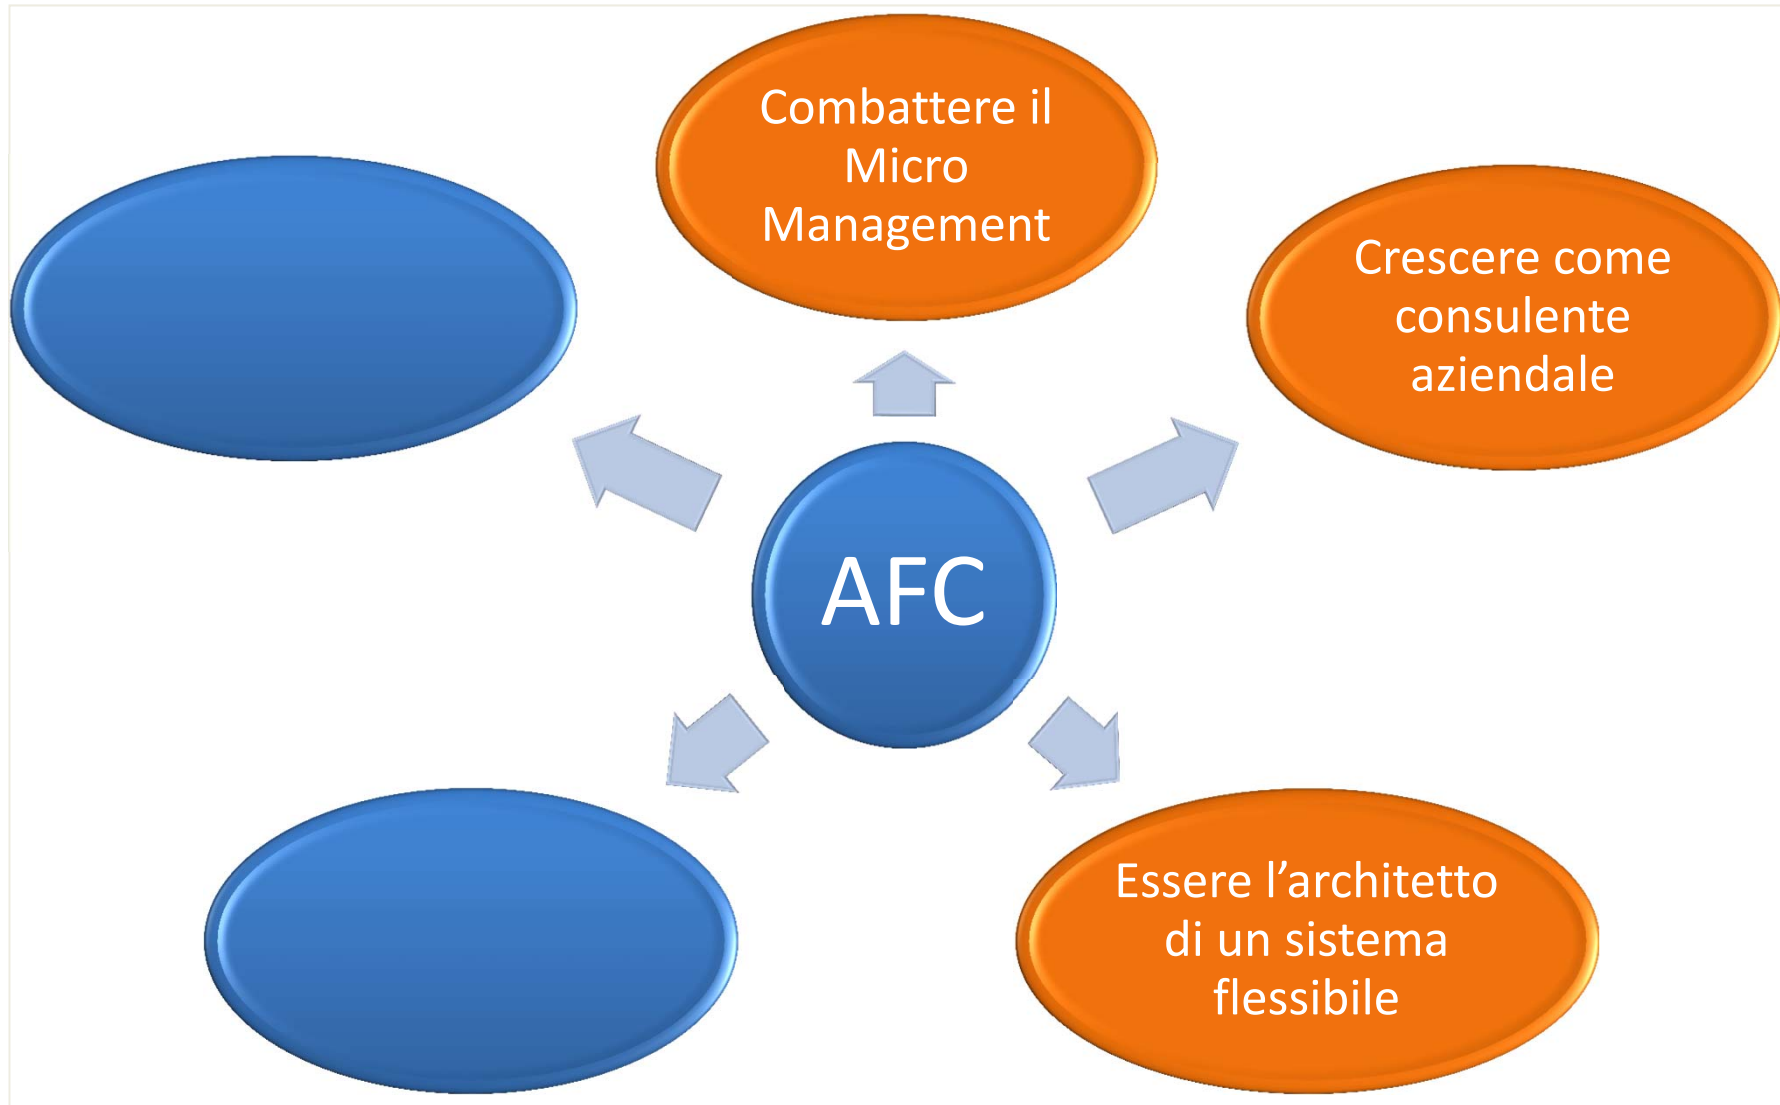 Combattere il
Micro
Management
Crescere come
consulente
aziendale
AFC
Essere l’architetto
di un sistema
flessibile